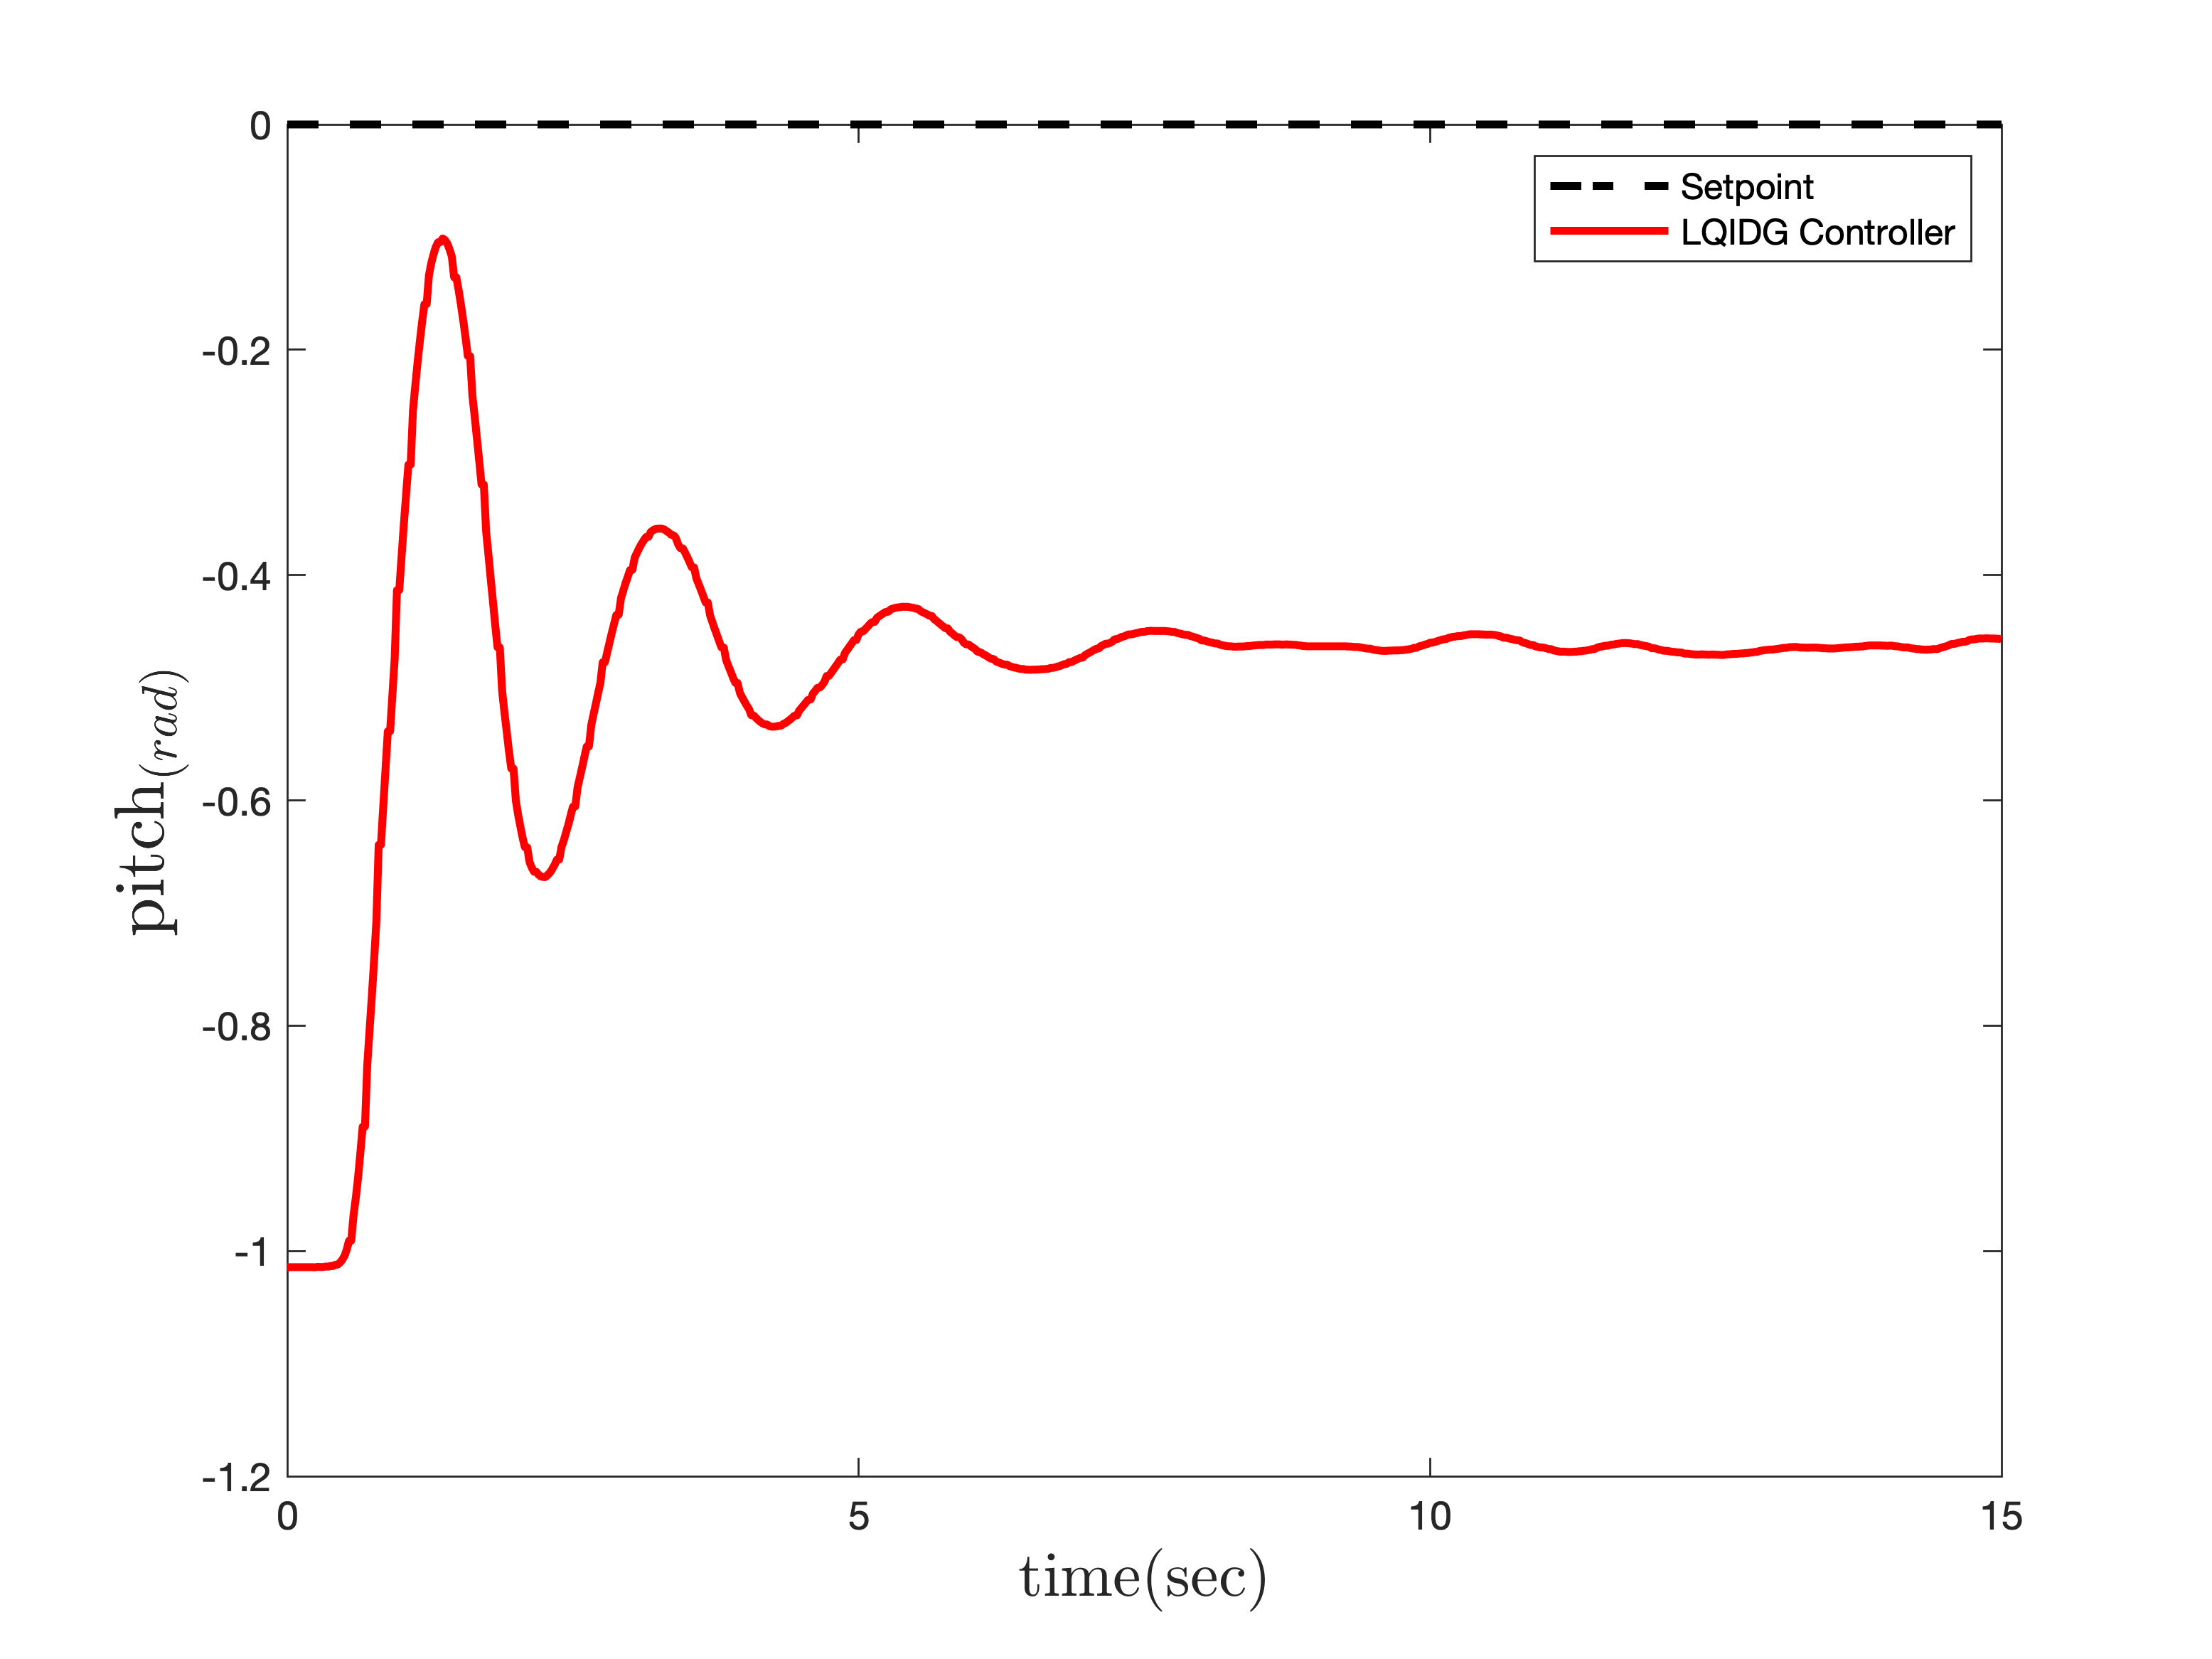 0
-0.2
-0.4
-0.6
-0.8
-1
-1.2
0 5 10 15
pitch(rad)
time(sec)
Setpoint
LQIDG Controller